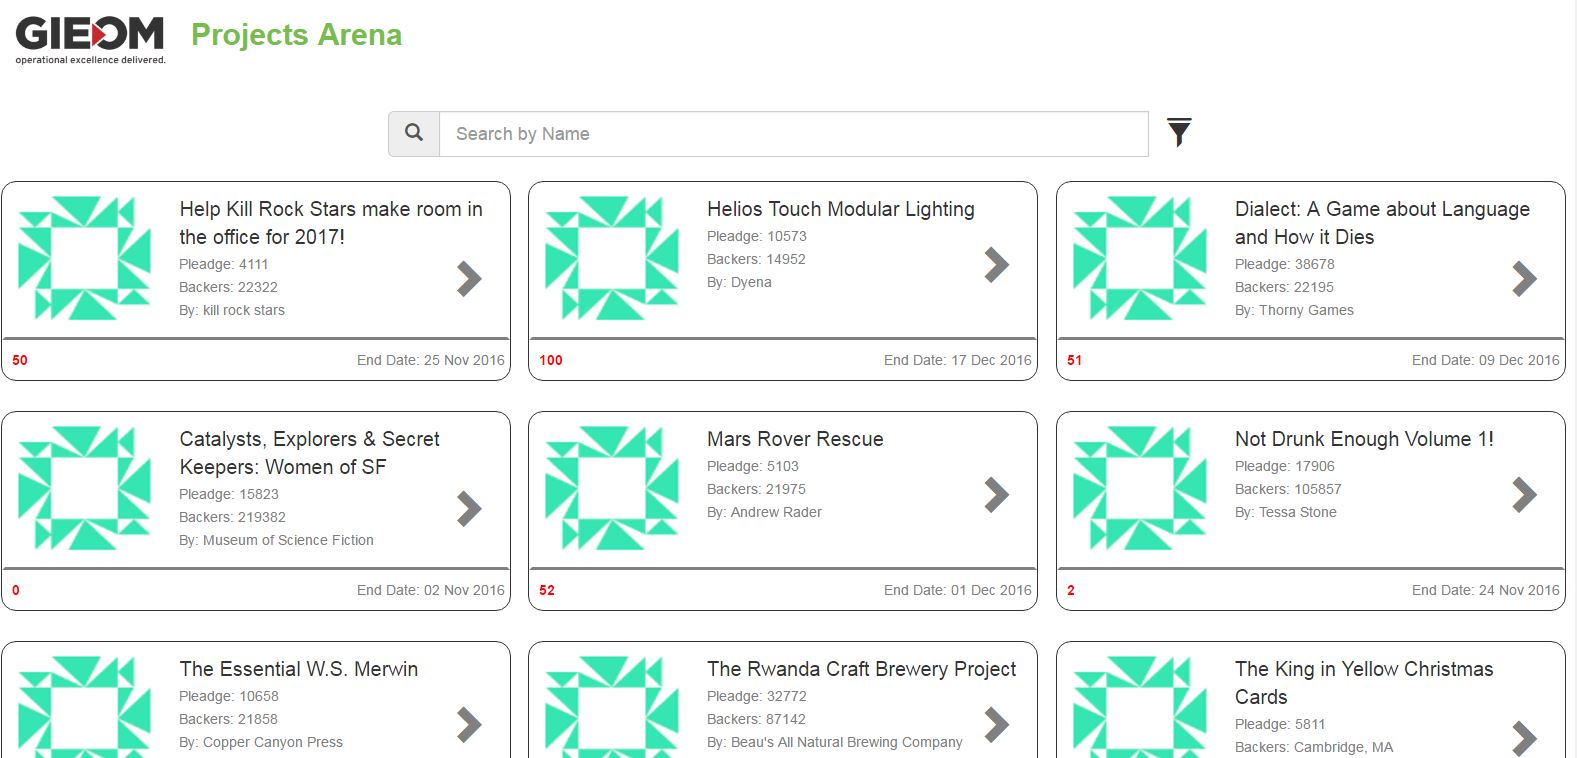 GIEOM
operational excellence delivered.
Projects Arena
Search by Name
Help Kill Rock Stars make room in
the office for 2017!
Pleadge: 4111
Backers: 22322
By: kill rock stars
50
End Date: 25 Nov 2016
Helios Touch Modular Lighting
Pleadge: 10573
Backers: 14952
By: Dyena
100
End Date: 17 Dec 2016
Dialect: A Game about Language
and How it Dies
Pleadge: 38678
Backers: 22195
By: Thorny Games
51
End Date: 09 Dec 2016
Catalysts, Explorers & Secret
Keepers: Women of SF
Pleadge: 15823
Backers: 219382
By: Museum of Science Fiction
0
End Date: 02 Nov 2016
Mars Rover Rescue
Pleadge: 5103
Backers: 21975
By: Andrew Rader
52
End Date: 01 Dec 2016
Not Drunk Enough Volume 1!
Pleadge: 17906
Backers: 105857
By: Tessa Stone
2
End Date: 24 Nov 2016
The Essential W.S. Merwin
Pleadge: 10658
Backers: 21858
By: Copper Canyon Press
The Rwanda Craft Brewery Project
Pleadge: 32772
Backers: 87142
By: Beau's All Natural Brewing Company
The King in Yellow Christmas
Cards
Pleadge: 5811
Backers: Cambridge, MA